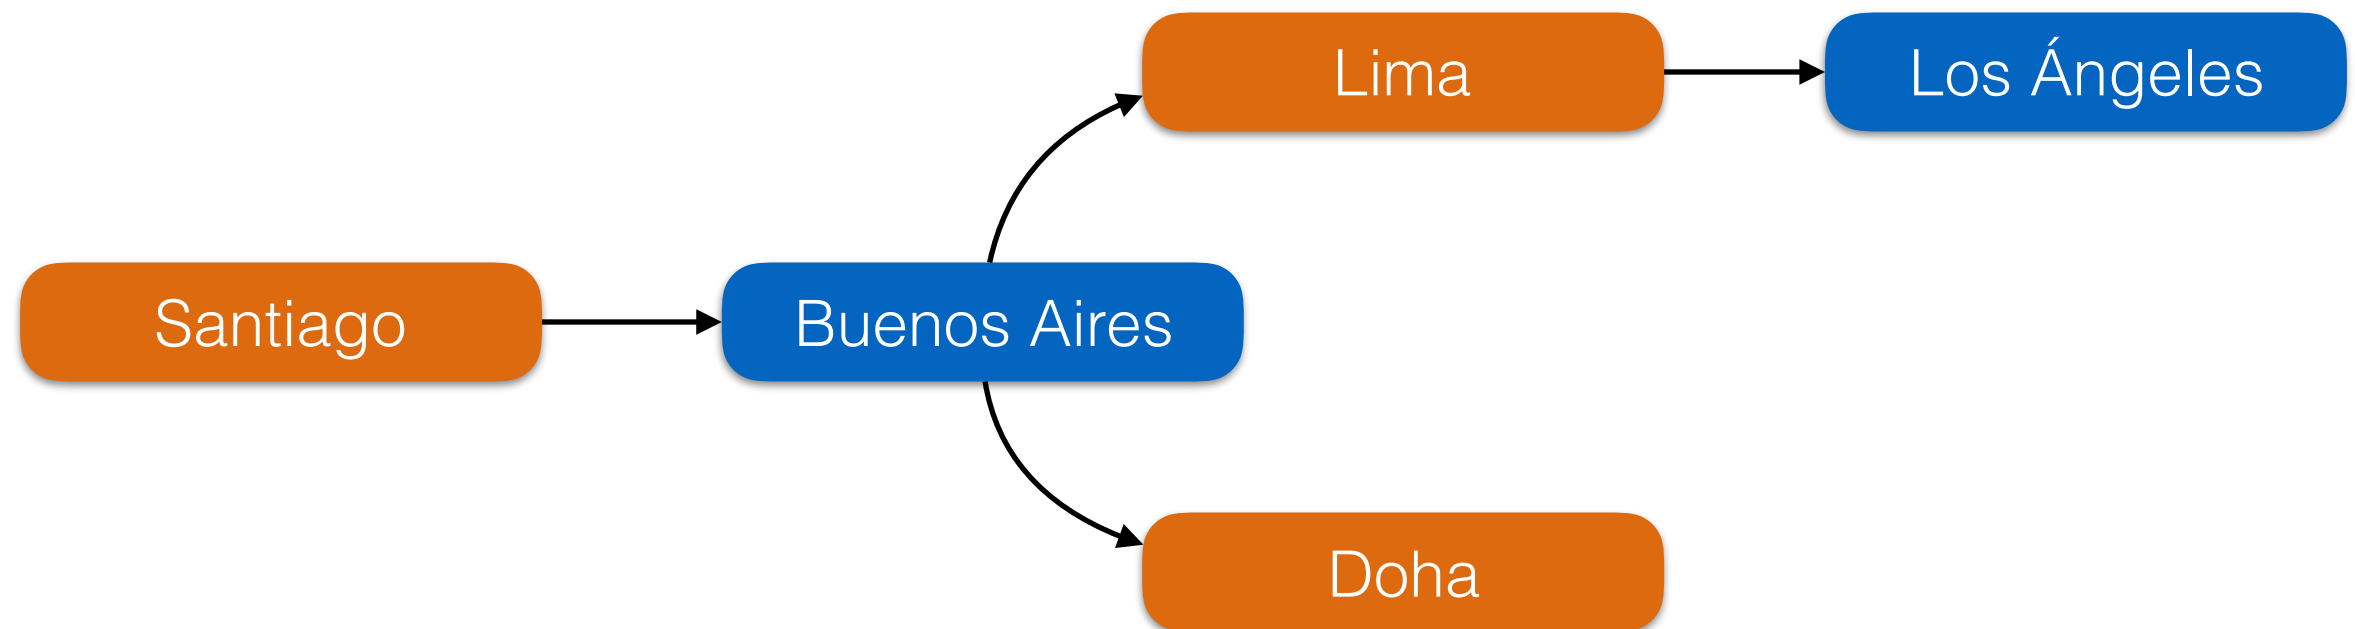 Lima
Los Ángeles
Santiago
Buenos Aires
Doha